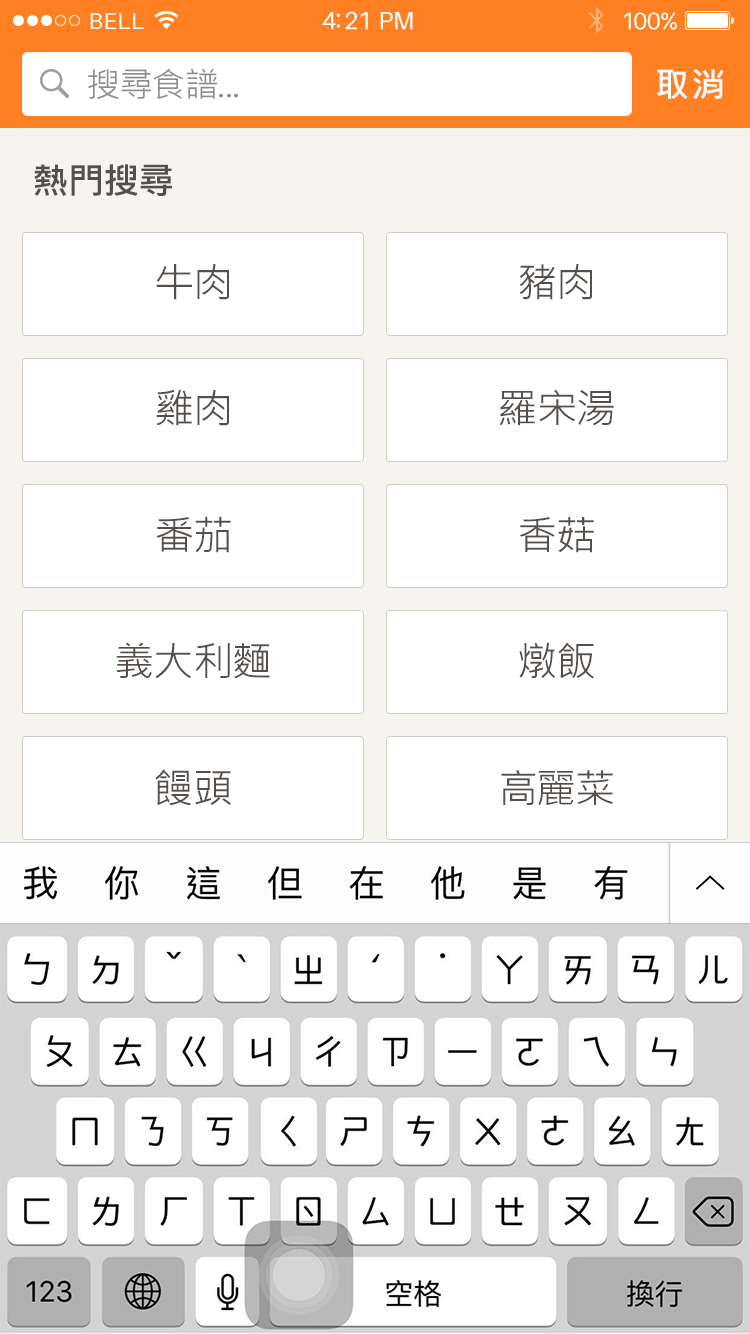 BELL 4:21 PM 100%
搜尋食譜... 取消
熱門搜尋
牛肉 豬肉
雞肉 羅宋湯
番茄 香菇
義大利麵 燉飯
饅頭 高麗菜
我 你 這 但 在 他 是 有
ㄅ ㄉ ˇ ˋ ㄓ ˊ ˙ ㄚ ㄞ ㄢ ㄦ
ㄆ ㄊ ㄍ ㄐ ㄔ ㄗ ㄧ ㄛ ㄟ ㄣ
ㄇ ㄋ ㄎ ㄑ ㄕ ㄘ ㄨ ㄜ ㄠ ㄤ
ㄈ ㄌ ㄏ ㄒ ㄖ ㄙ ㄩ ㄝ ㄡ ㄥ
123 空格 換行